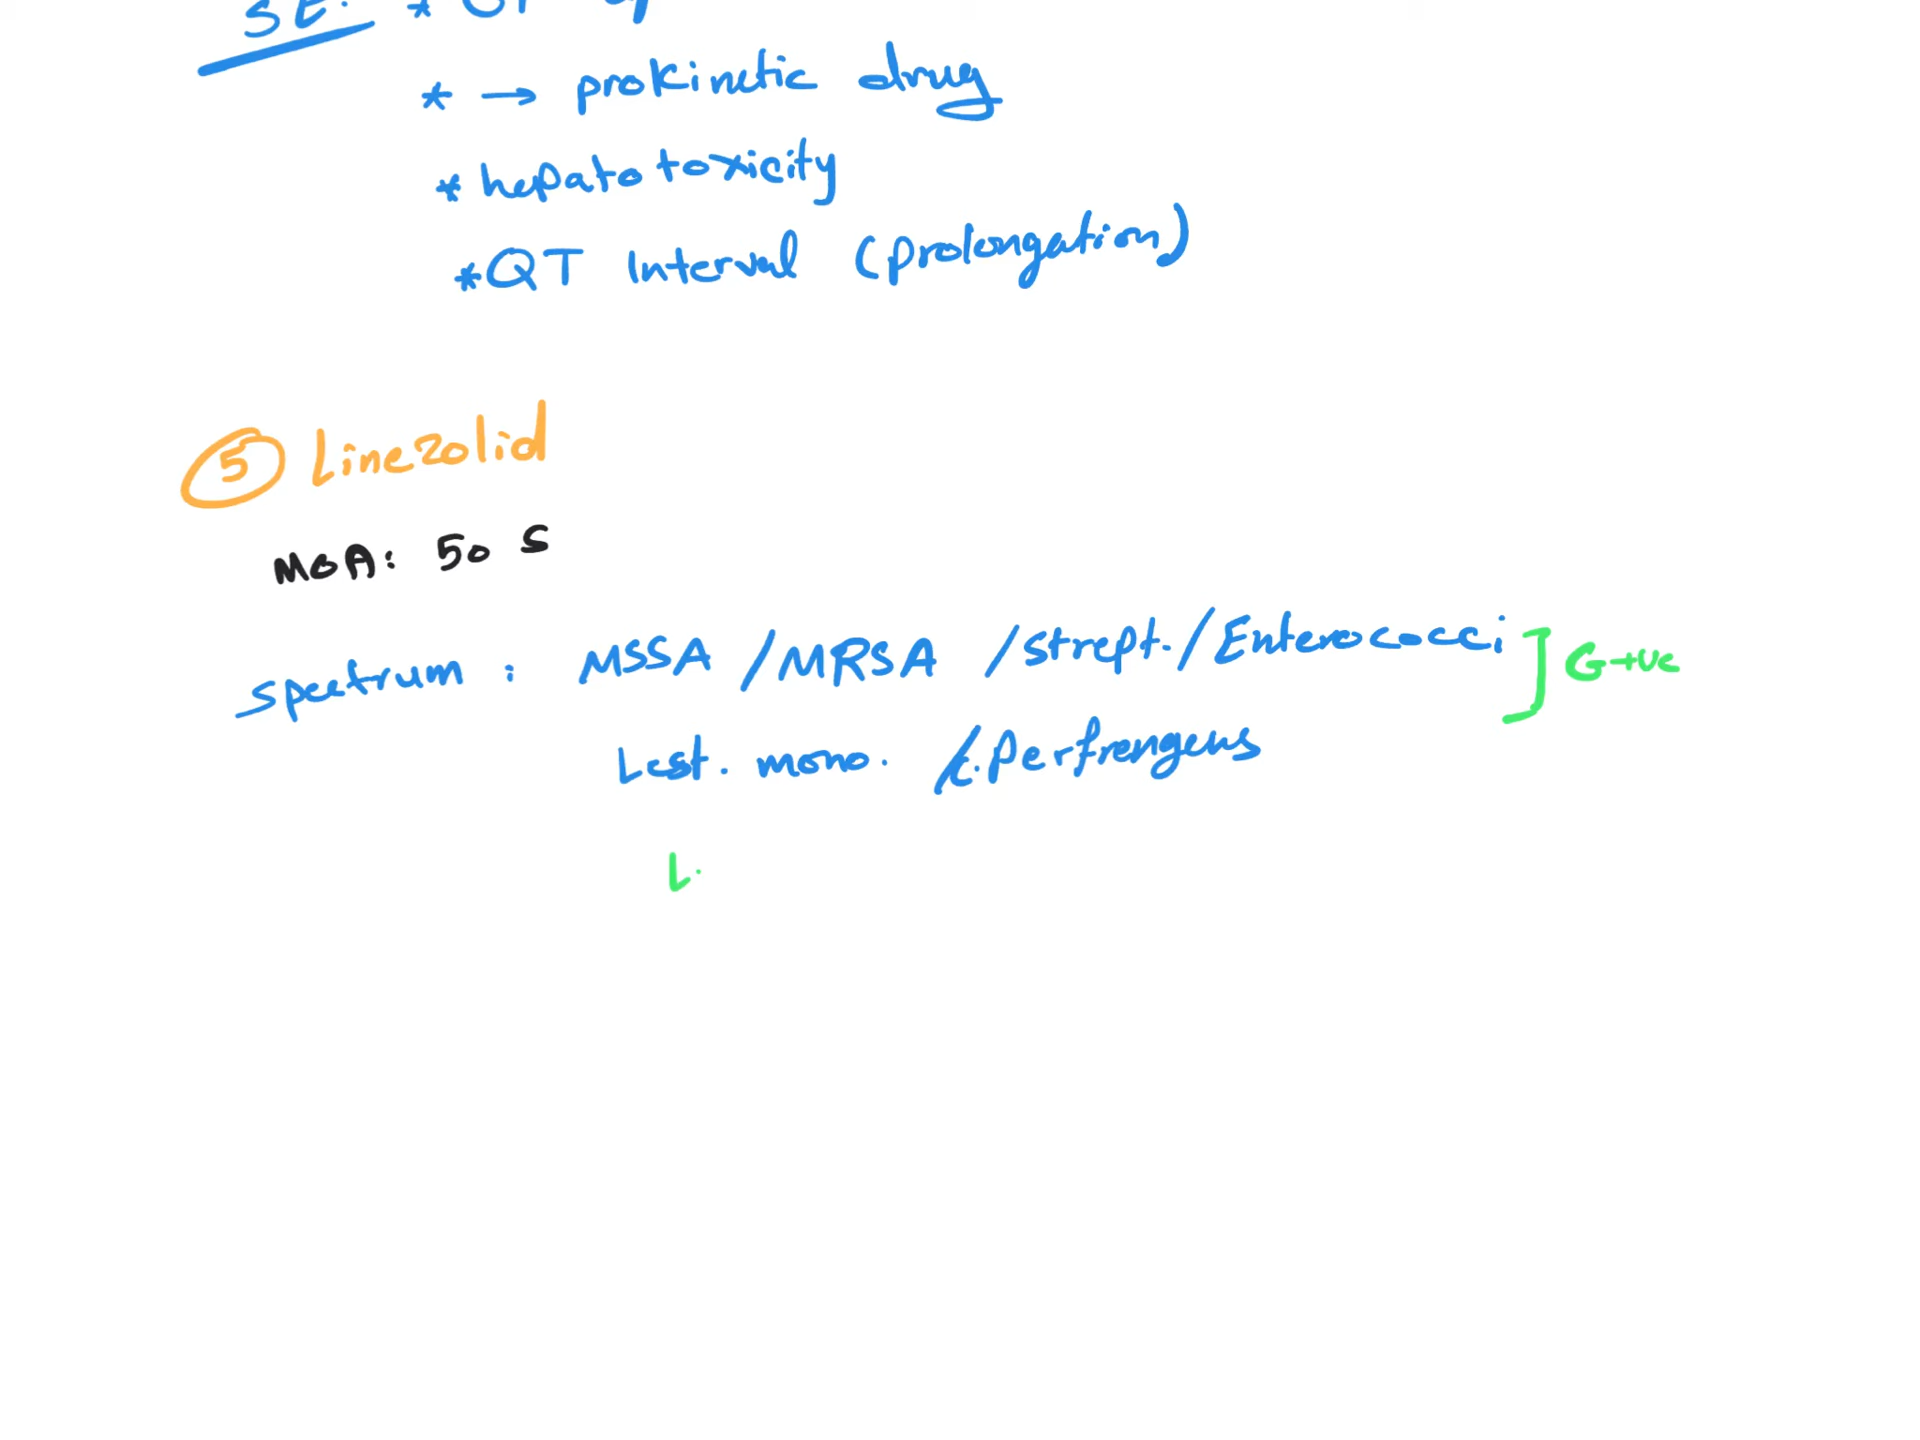 SE:
* → prokinetic drug
* hepatotoxicity
* QT Interval (prolongation)
5 Linezolid
MOA: 50 S
spectrum : MSSA / MRSA / strept. / Enterococci ] G+ve
Lest. mono. / C. Perfrengens
L.